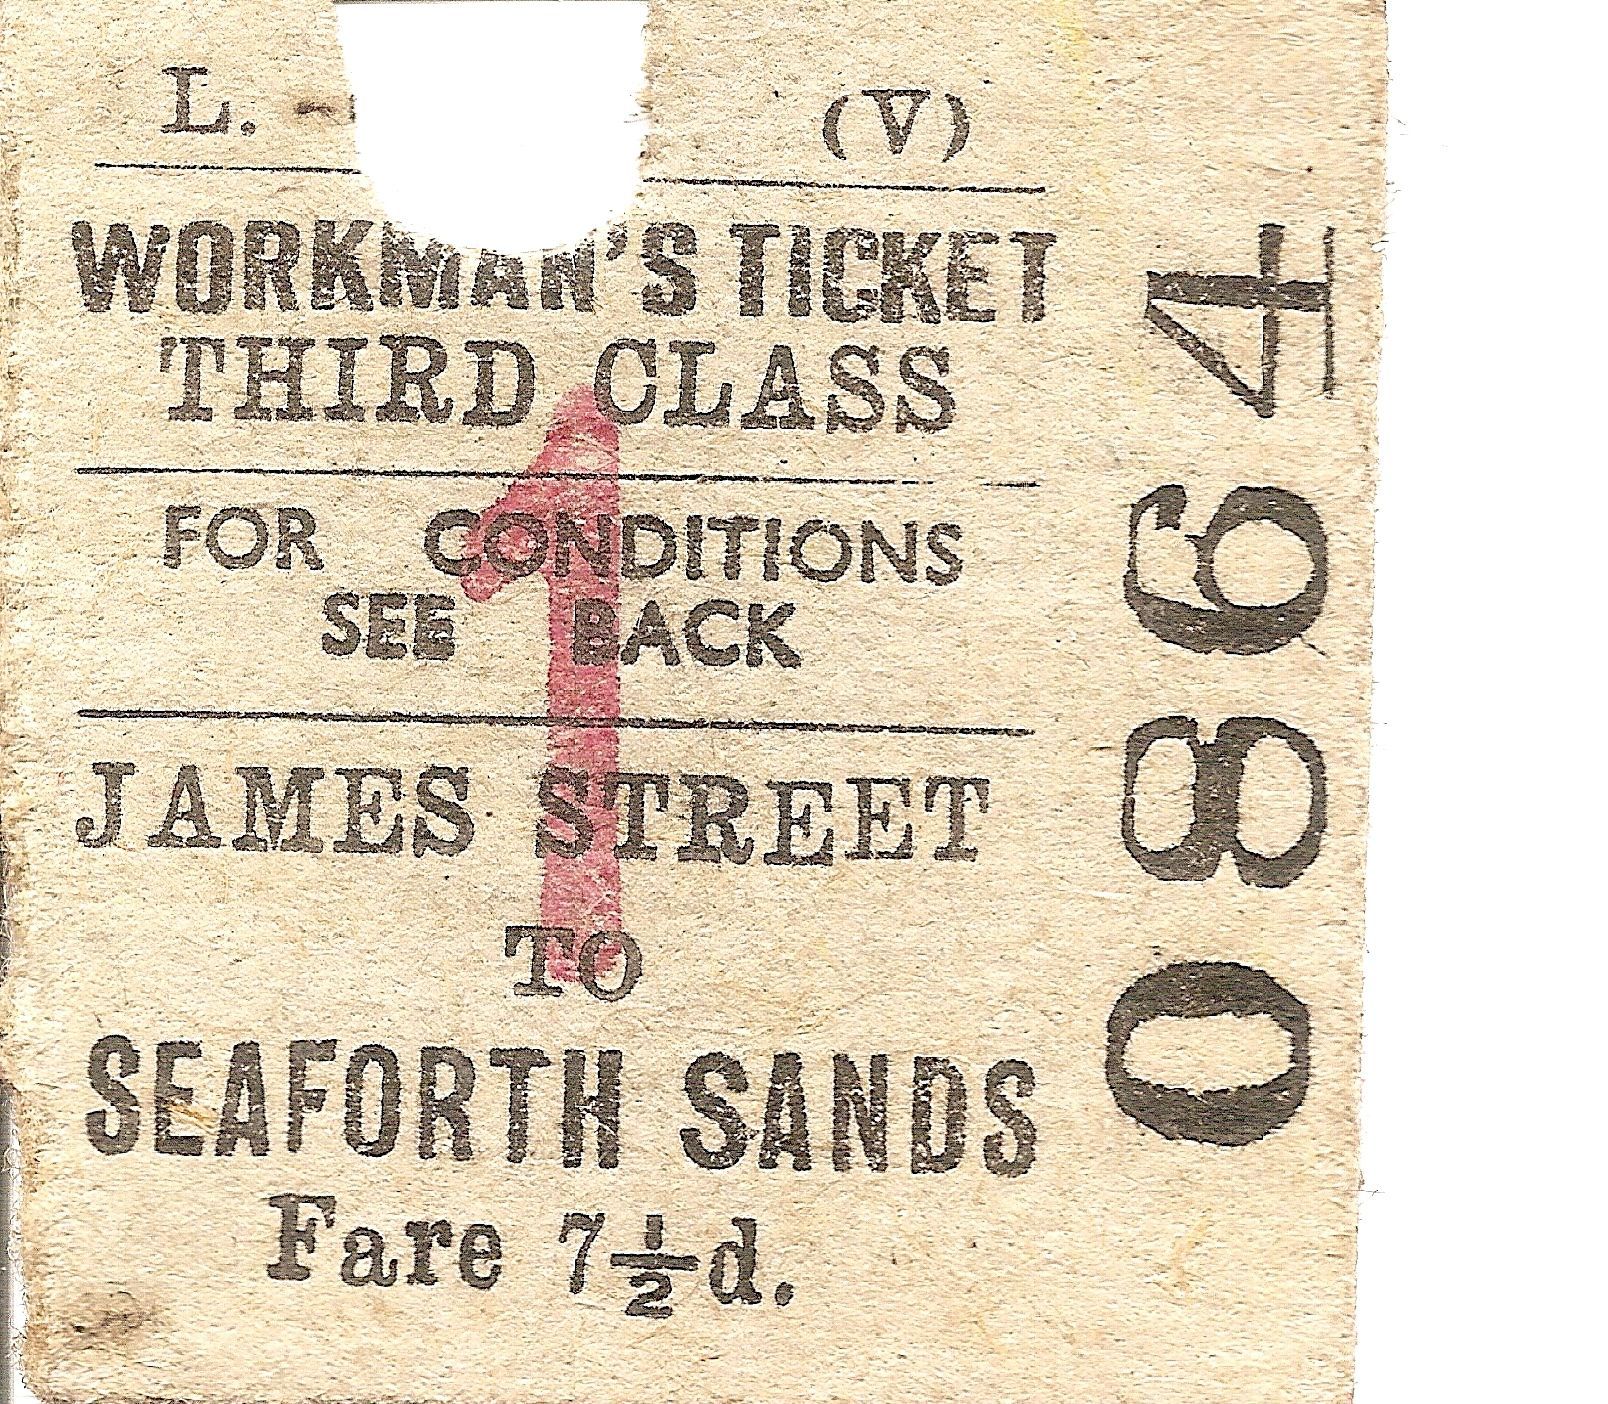 L. (V)
WORKMAN'S TICKET
THIRD CLASS
FOR CONDITIONS
SEE BACK
JAMES STREET
TO
SEAFORTH SANDS
Fare 7½d.
1
0864